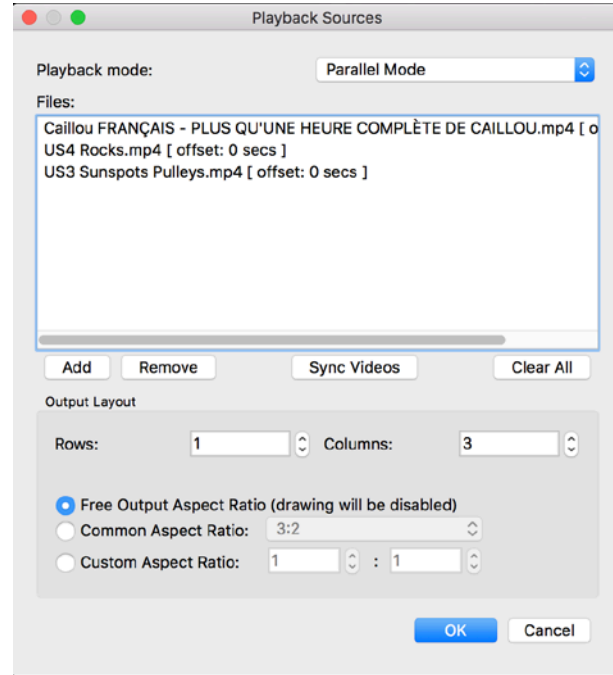 Playback Sources
Playback mode: Parallel Mode
Files:
Caillou FRANÇAIS - PLUS QU'UNE HEURE COMPLÈTE DE CAILLOU.mp4 [ o
US4 Rocks.mp4 [ offset: 0 secs ]
US3 Sunspots Pulleys.mp4 [ offset: 0 secs ]
Add Remove Sync Videos Clear All
Output Layout
Rows: 1 Columns: 3
Free Output Aspect Ratio (drawing will be disabled)
Common Aspect Ratio: 3:2
Custom Aspect Ratio: 1 : 1
OK Cancel